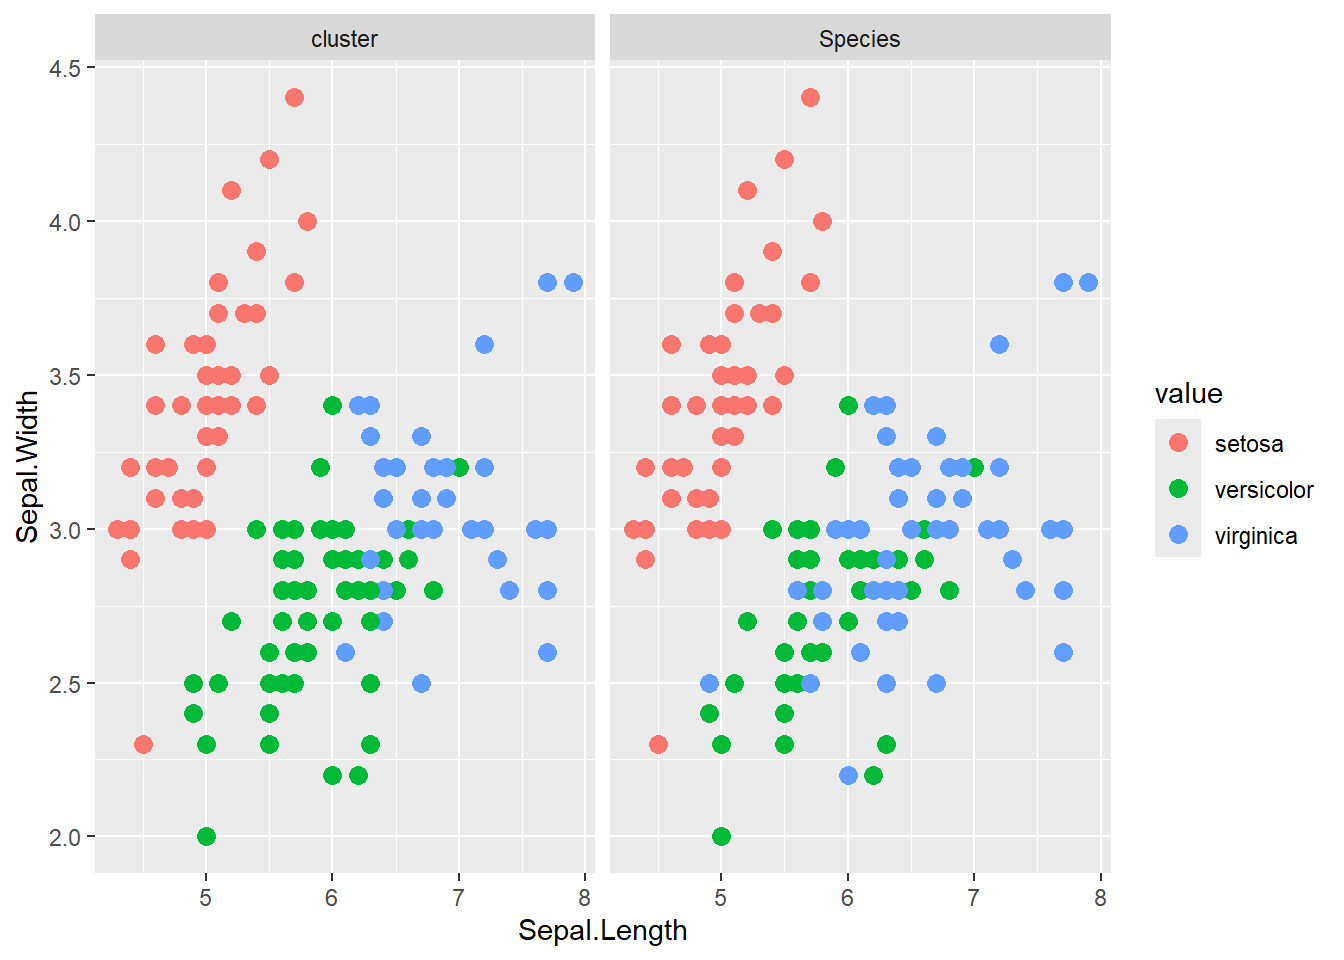 cluster
Species
4.5
4.0
3.5
3.0
2.5
2.0
Sepal.Width
5 6 7 8
5 6 7 8
Sepal.Length
value
setosa
versicolor
virginica